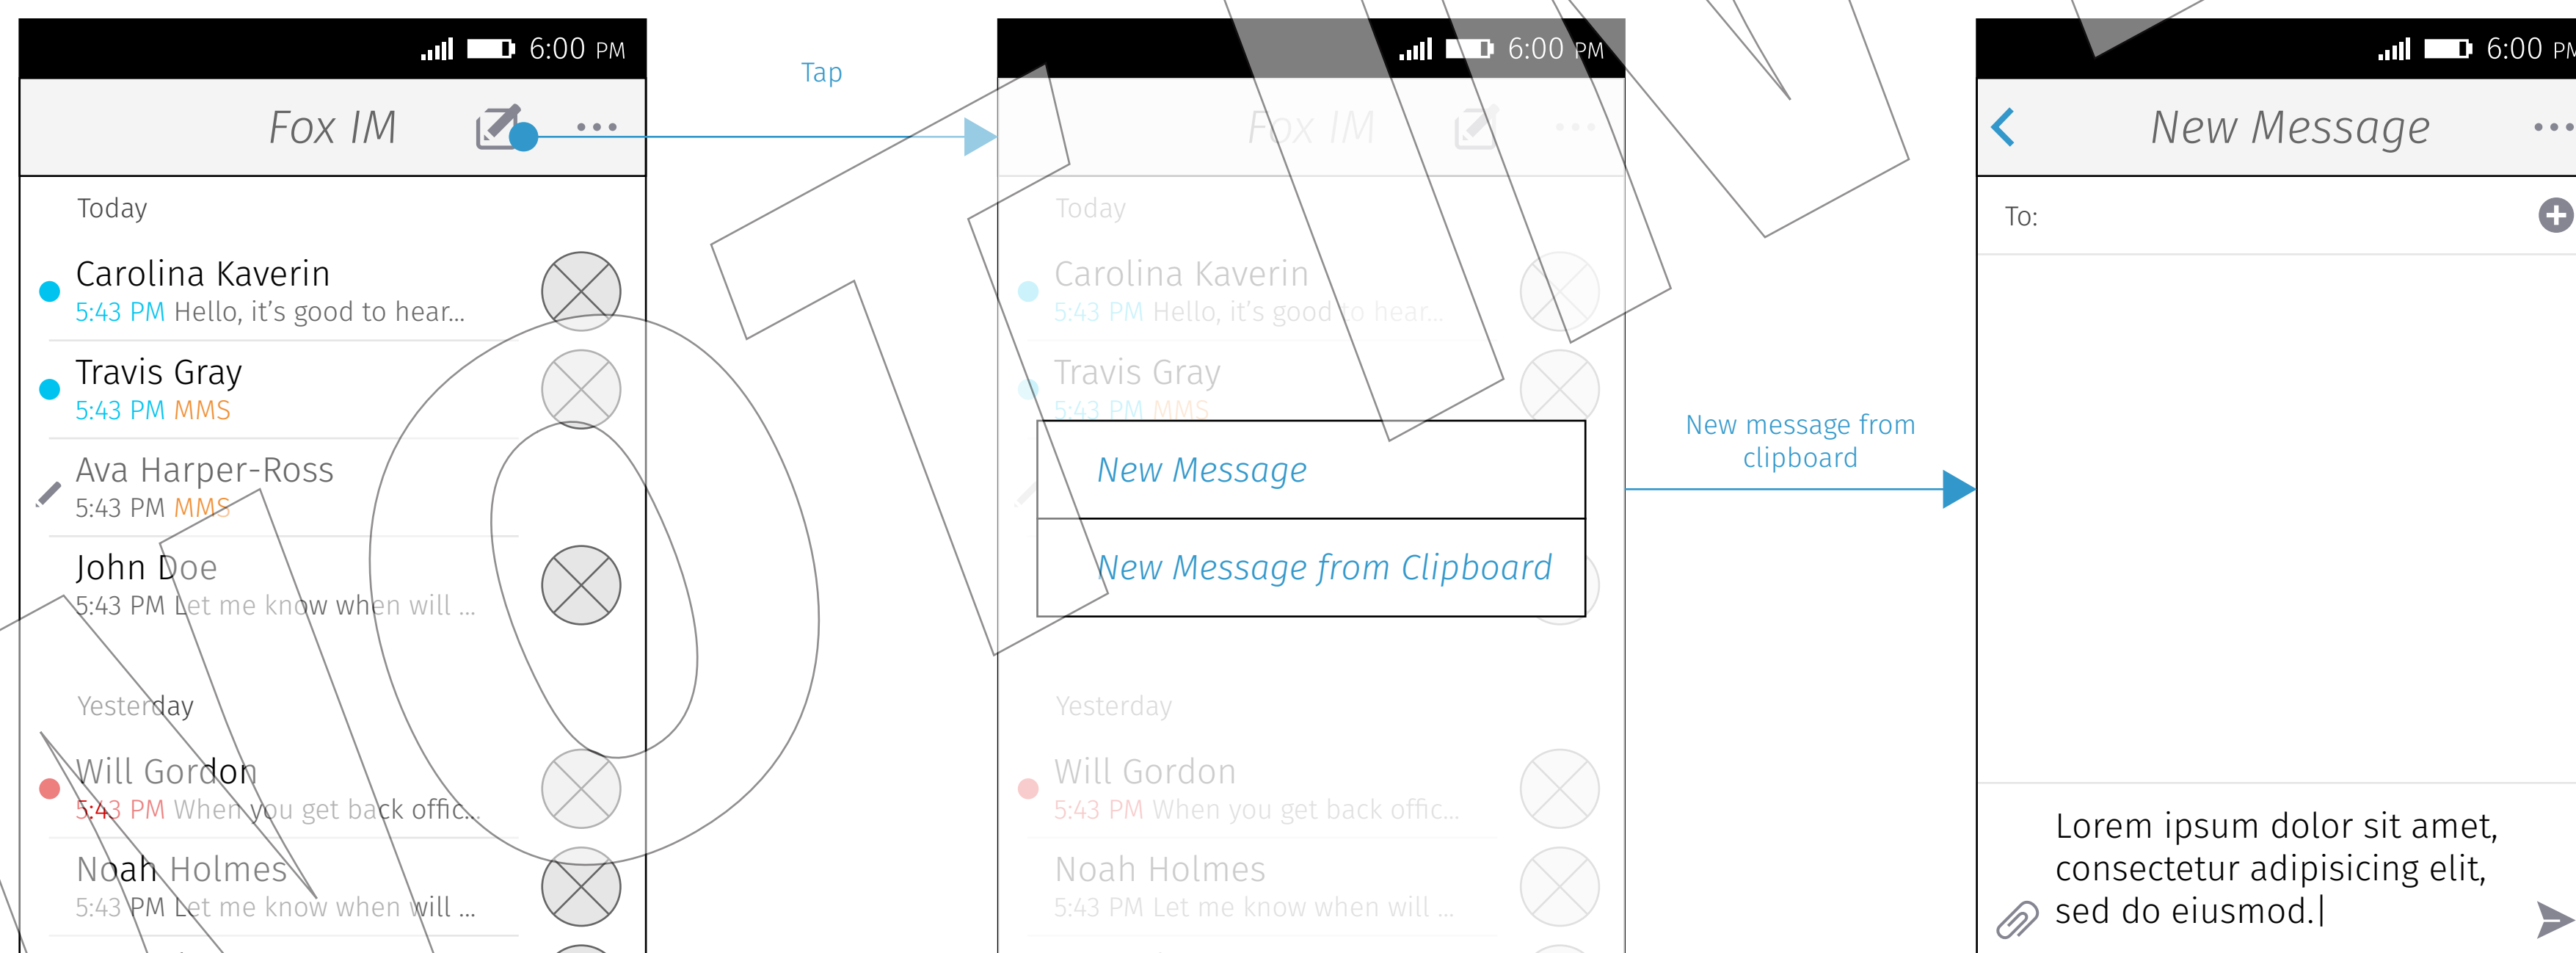 6:00 PM
Fox IM
Today
Carolina Kaverin
5:43 PM Hello, it’s good to hear...
Travis Gray
5:43 PM MMS
Ava Harper-Ross
5:43 PM MMS
John Doe
5:43 PM Let me know when will ...
Yesterday
Will Gordon
5:43 PM When you get back offic...
Noah Holmes
5:43 PM Let me know when will ...
Tap
6:00 PM
Fox IM
Today
Carolina Kaverin
5:43 PM Hello, it’s good to hear...
Travis Gray
5:43 PM MMS
New Message
New Message from Clipboard
Yesterday
Will Gordon
5:43 PM When you get back offic...
Noah Holmes
5:43 PM Let me know when will ...
New message from
clipboard
6:00 PM
New Message
To:
Lorem ipsum dolor sit amet,
consectetur adipisicing elit,
sed do eiusmod.